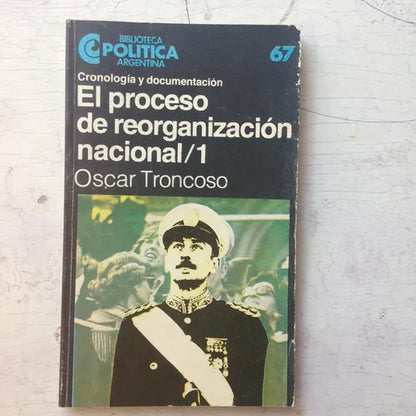 BIBLIOTECA
POLITICA
ARGENTINA
67
Cronología y documentación
El proceso
de reorganización
nacional/1
Oscar Troncoso